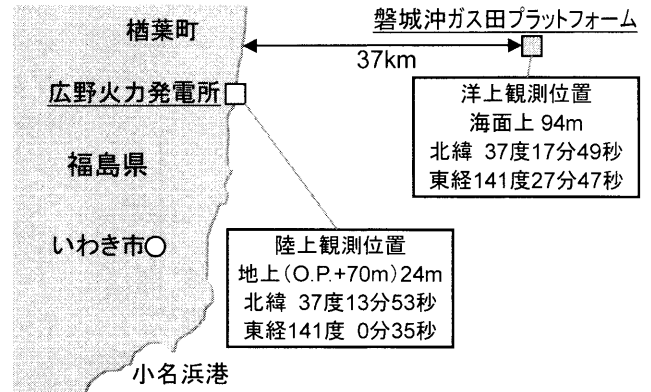 楢葉町
磐城沖ガス田プラットフォーム
37km
広野火力発電所
洋上観測位置
海面上 94m
北緯 37度17分49秒
東経141度27分47秒
福島県
いわき市
陸上観測位置
地上(O.P.+70m)24m
北緯 37度13分53秒
東経141度 0分35秒
小名浜港